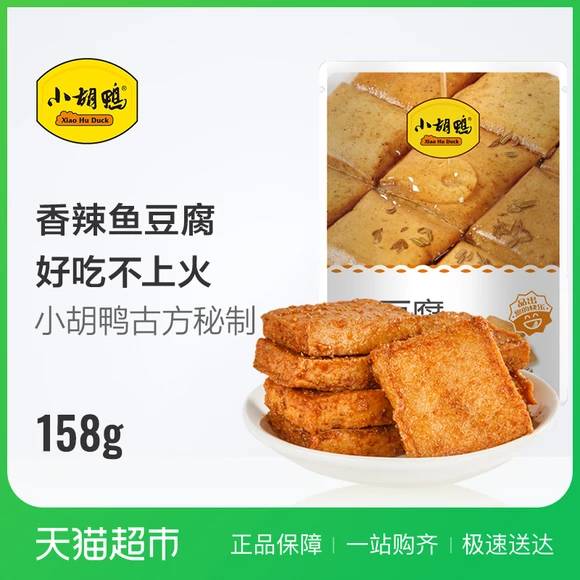 小胡鸭®
Xiao Hu Duck
小胡鸭®
Xiao Hu Duck
香辣鱼豆腐
好吃不上火
小胡鸭古方秘制
158g
豆腐
品出
天猫超市
正品保障 | 一站购齐 | 极速送达